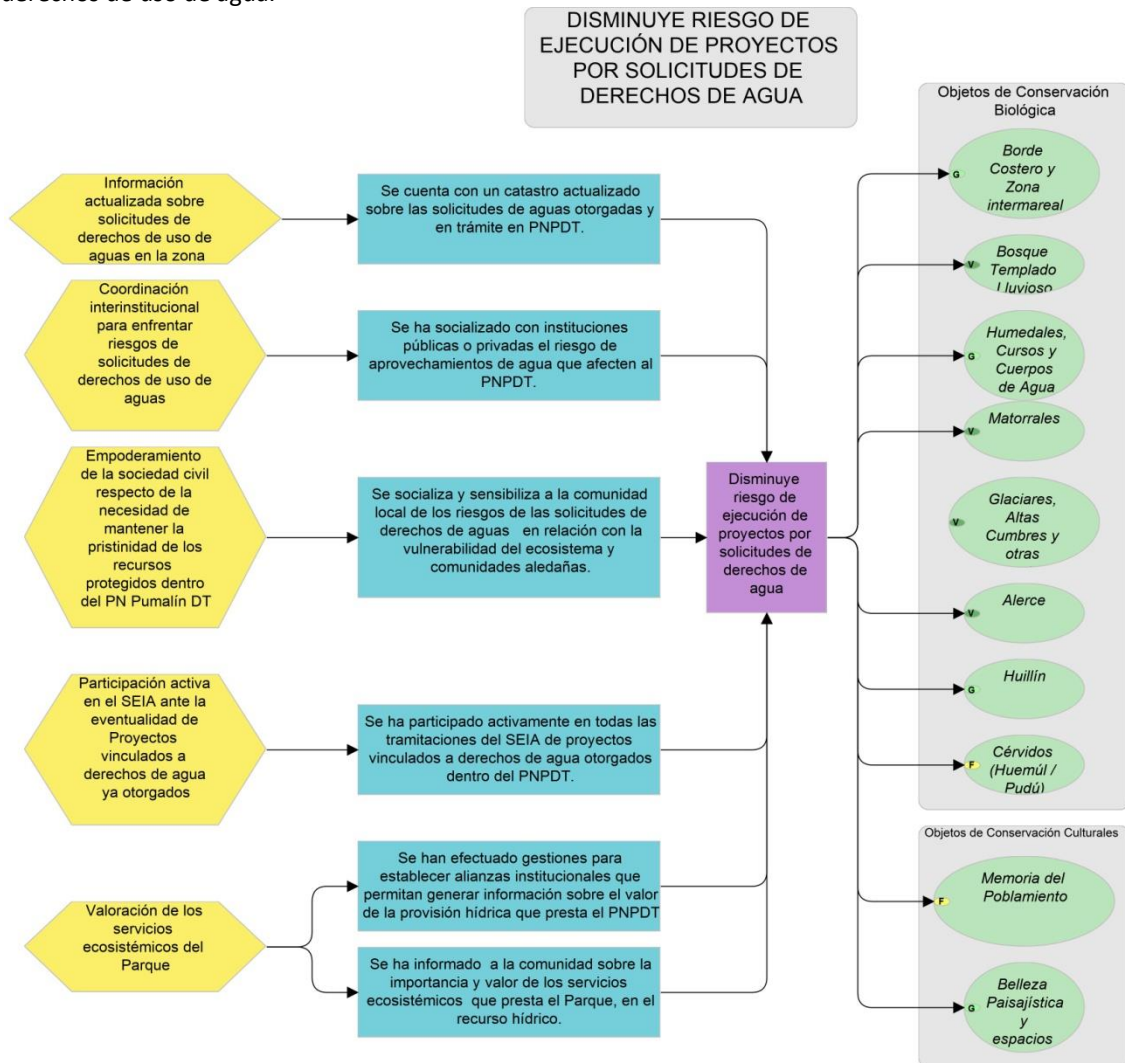 derechos de uso de agua.
DISMINUYE RIESGO DE
EJECUCIÓN DE PROYECTOS
POR SOLICITUDES DE
DERECHOS DE AGUA
Información
actualizada sobre
solicitudes de
derechos de uso de
aguas en la zona
Coordinación
interinstitucional
para enfrentar
riesgos de
solicitudes de
derechos de uso de
aguas
Empoderamiento
de la sociedad civil
respecto de la
necesidad de
mantener la
pristinidad de los
recursos
protegidos dentro
del PN Pumalín DT
Participación activa
en el SEIA ante la
eventualidad de
Proyectos
vinculados a
derechos de agua
ya otorgados
Valoración de los
servicios
ecosistémicos del
Parque
Se cuenta con un catastro actualizado
sobre las solicitudes de aguas otorgadas y
en trámite en PNPDT.
Se ha socializado con instituciones
públicas o privadas el riesgo de
aprovechamientos de agua que afecten al
PNPDT.
Se socializa y sensibiliza a la comunidad
local de los riesgos de las solicitudes de
derechos de aguas en relación con la
vulnerabilidad del ecosistema y
comunidades aledañas.
Se ha participado activamente en todas las
tramitaciones del SEIA de proyectos
vinculados a derechos de agua otorgados
dentro del PNPDT.
Se han efectuado gestiones para
establecer alianzas institucionales que
permitan generar información sobre el valor
de la provisión hídrica que presta el PNPDT
Se ha informado a la comunidad sobre la
importancia y valor de los servicios
ecosistémicos que presta el Parque, en el
recurso hídrico.
Disminuye
riesgo de
ejecución de
proyectos por
solicitudes de
derechos de
agua
Objetos de Conservación
Biológica
Borde
Costero y
Zona
intermareal
G
Bosque
Templado
Lluvioso
V
Humedales,
Cursos y
Cuerpos
de Agua
G
Matorrales
V
Glaciares,
Altas
Cumbres y
otras
V
Alerce
V
Huillín
G
Cérvidos
(Huemúl /
Pudú)
F
Objetos de Conservación Culturales
Memoria del
Poblamiento
F
Belleza
Paisajística
y
espacios
G